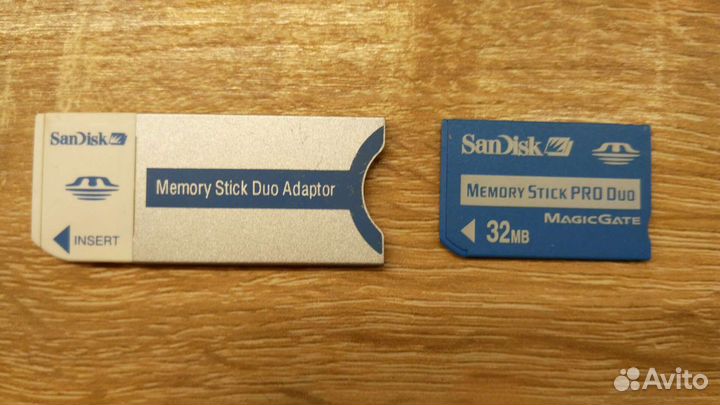 SanDisk
INSERT
Memory Stick Duo Adaptor
SanDisk
MEMORY STICK PRO DUO
MAGICGATE
32MB
Avito